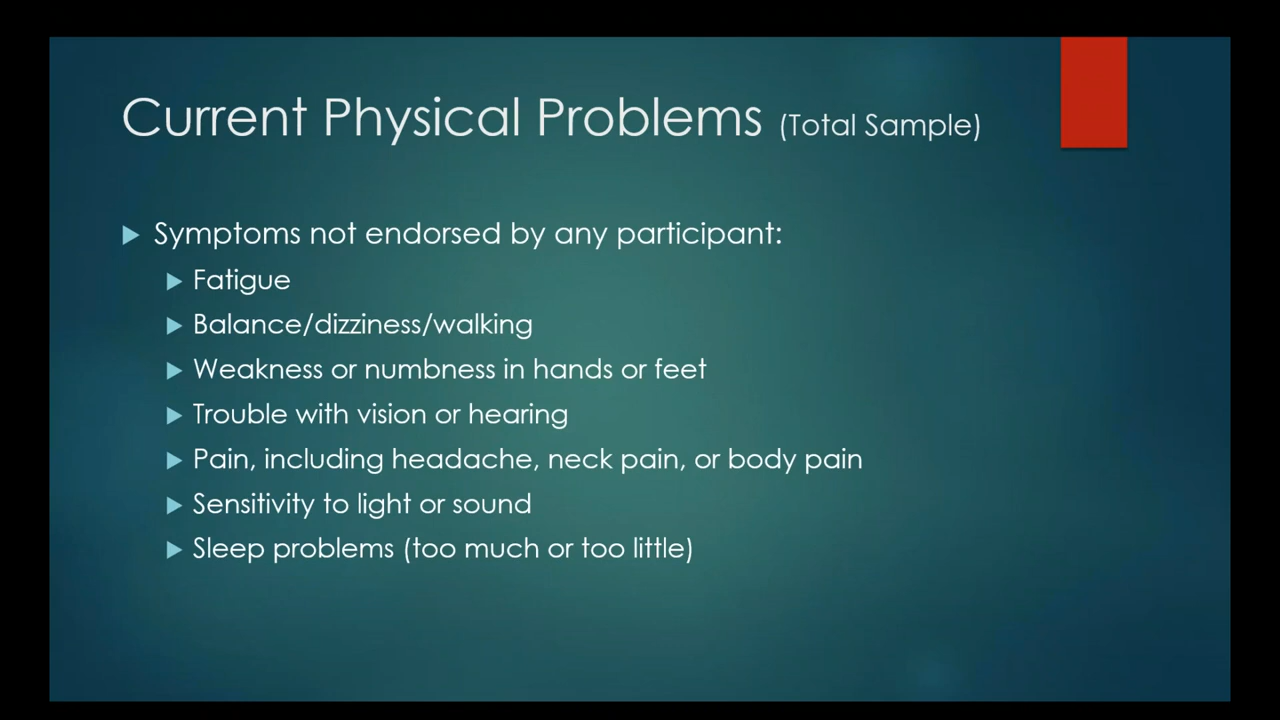 Current Physical Problems (Total Sample)
Symptoms not endorsed by any participant:
Fatigue
Balance/dizziness/walking
Weakness or numbness in hands or feet
Trouble with vision or hearing
Pain, including headache, neck pain, or body pain
Sensitivity to light or sound
Sleep problems (too much or too little)